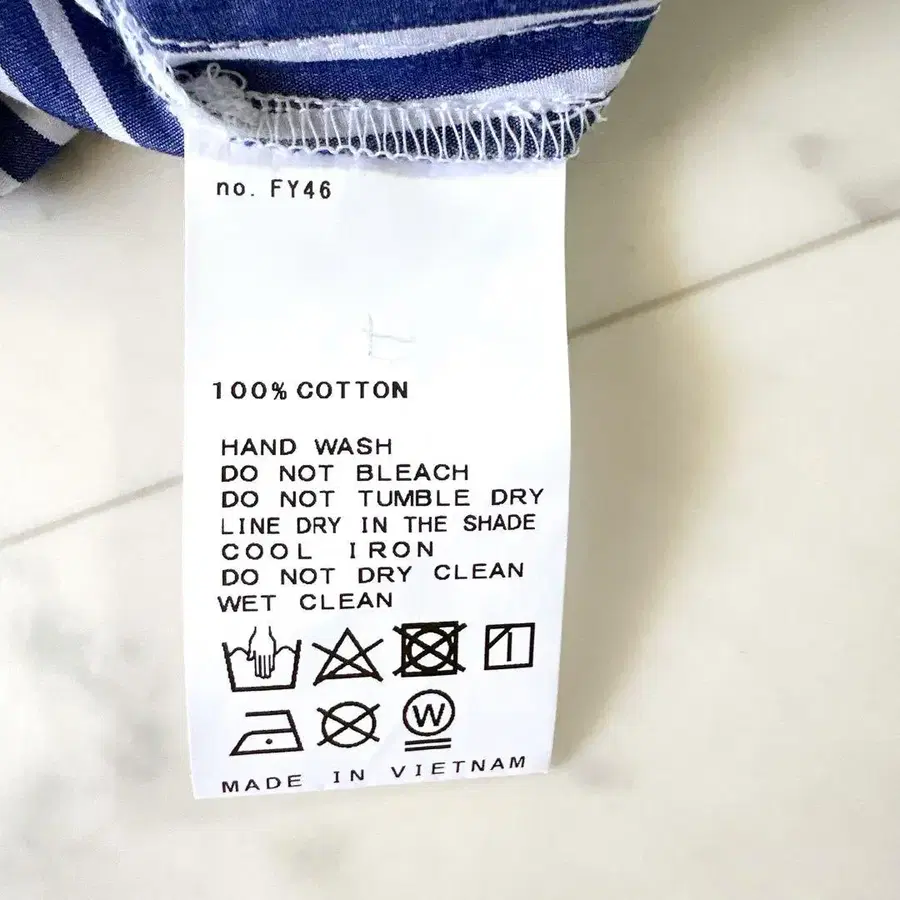 no. FY46
100% COTTON
HAND WASH
DO NOT BLEACH
DO NOT TUMBLE DRY
LINE DRY IN THE SHADE
COOL IRON
DO NOT DRY CLEAN
WET CLEAN
W
MADE IN VIETNAM